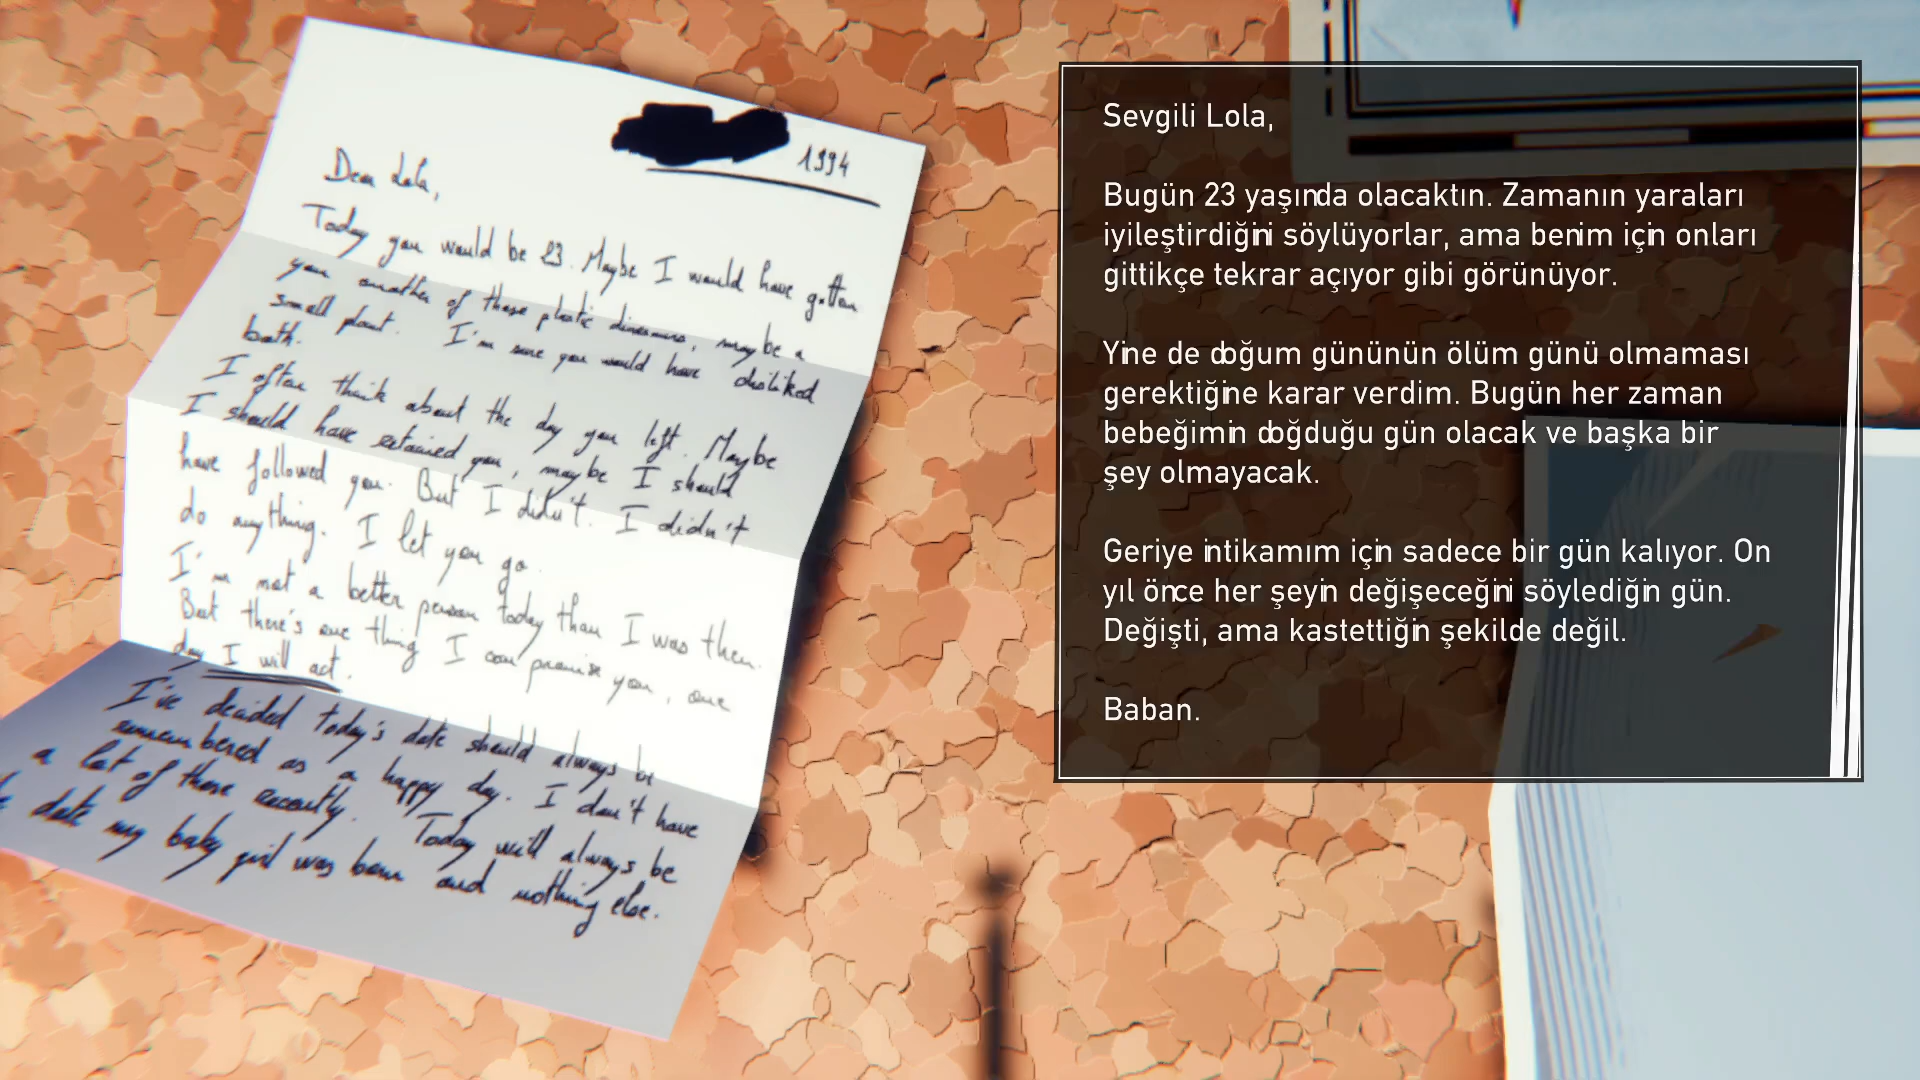 1994
Dear Lola,
Today you would be 23. Maybe I would have gotten
you another of those plastic dinosaurs, maybe a
small plant. I'm sure you would have disliked
both.
I often think about the day you left. Maybe
I should have retained you, maybe I should
have followed you. But I didn't. I didn't
do anything. I let you go.
I'm not a better person today than I was then.
But there's one thing I can promise you, one
day I will act.
I've decided today's date should always be
remembered as a happy day. I don't have
a lot of those recently. Today will always be
date my baby girl was born and nothing else.
Sevgili Lola,
Bugün 23 yaşında olacaktın. Zamanın yaraları
iyileştirdiğini söylüyorlar, ama benim için onları
gittikçe tekrar açıyor gibi görünüyor.
Yine de doğum gününün ölüm günü olmaması
gerektiğine karar verdim. Bugün her zaman
bebeğimin doğduğu gün olacak ve başka bir
şey olmayacak.
Geriye intikamım için sadece bir gün kalıyor. On
yıl önce her şeyin değişeceğini söylediğin gün.
Değişti, ama kastettiğin şekilde değil.
Baban.